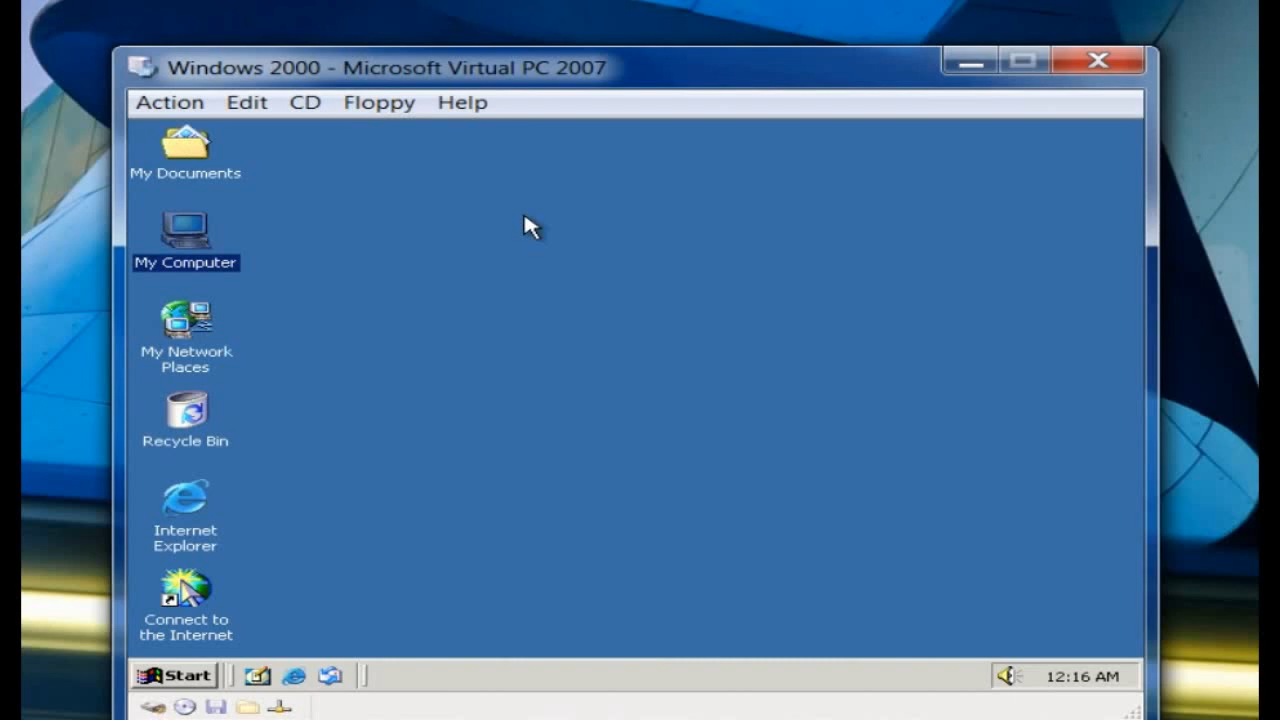 Windows 2000 - Microsoft Virtual PC 2007
Action Edit CD Floppy Help
My Documents
My Computer
My Network
Places
Recycle Bin
Internet
Explorer
Connect to
the Internet
Start
12:16 AM